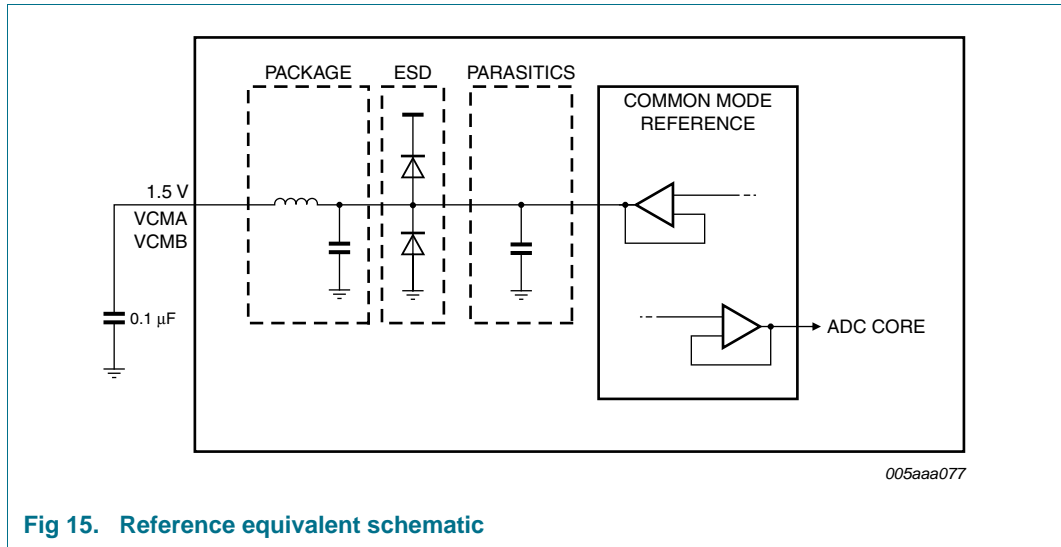 PACKAGE
ESD
PARASITICS
COMMON MODE
REFERENCE
1.5 V
VCMA
VCMB
0.1 μF
ADC CORE
005aaa077
Fig 15. Reference equivalent schematic